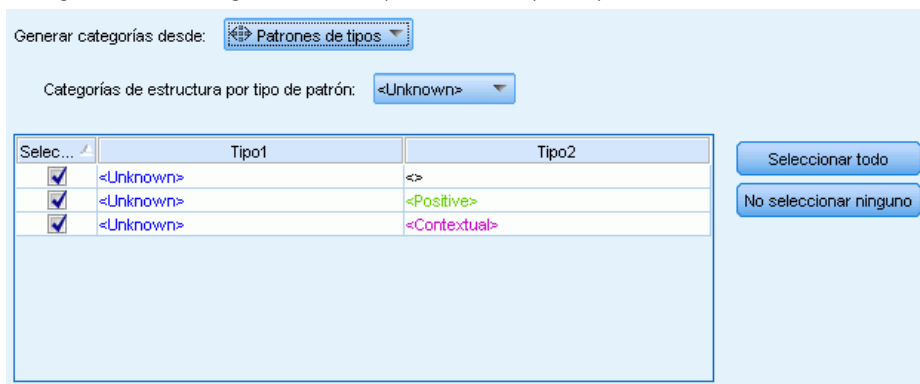 Generar categorías desde: Patrones de tipos
Categorías de estructura por tipo de patrón: <Unknown>
Selec... Tipo1 Tipo2
<Unknown> <>
<Unknown> <Positive>
<Unknown> <Contextual>
Seleccionar todo
No seleccionar ninguno